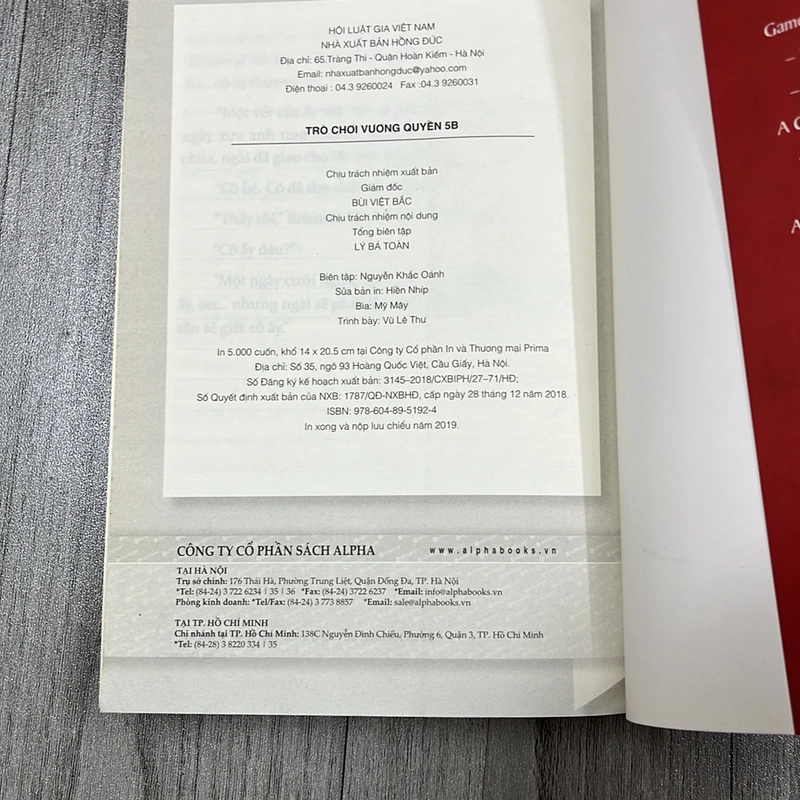 HỘI LUẬT GIA VIỆT NAM
NHÀ XUẤT BẢN HỒNG ĐỨC
Địa chỉ: 65.Tràng Thi - Quận Hoàn Kiếm - Hà Nội
Email: nhaxuatbanhongduc@yahoo.com
Điện thoại : 04.3 9260024 Fax :04.3 9260031
TRÒ CHƠI VƯƠNG QUYỀN 5B
Chịu trách nhiệm xuất bản
Giám đốc
BÙI VIỆT BẮC
Chịu trách nhiệm nội dung
Tổng biên tập
LÝ BÁ TOÀN
Biên tập: Nguyễn Khắc Oánh
Sửa bản in: Hiền Nhíp
Bìa: Mỹ Mây
Trình bày: Vũ Lê Thư
In 5.000 cuốn, khổ 14 x 20.5 cm tại Công ty Cổ phần In và Thương mại Prima
Địa chỉ: Số 35, ngõ 93 Hoàng Quốc Việt, Cầu Giấy, Hà Nội.
Số Đăng ký kế hoạch xuất bản: 3145–2018/CXBIPH/27–71/HĐ;
Số Quyết định xuất bản của NXB: 1787/QĐ-NXBHĐ, cấp ngày 28 tháng 12 năm 2018.
ISBN: 978-604-89-5192-4
In xong và nộp lưu chiểu năm 2019.
CÔNG TY CỔ PHẦN SÁCH ALPHA www.alphabooks.vn
TẠI HÀ NỘI
Trụ sở chính: 176 Thái Hà, Phường Trung Liệt, Quận Đống Đa, TP. Hà Nội
*Tel: (84-24) 3 722 6234 | 35 | 36 *Fax: (84-24) 3722 6237 *Email: info@alphabooks.vn
Phòng kinh doanh: *Tel/Fax: (84-24) 3 773 8857 *Email: sale@alphabooks.vn
TẠI TP. HỒ CHÍ MINH
Chi nhánh tại TP. Hồ Chí Minh: 138C Nguyễn Đình Chiểu, Phường 6, Quận 3, TP. Hồ Chí Minh
*Tel: (84-28) 3 8220 334 | 35
Game
A
A